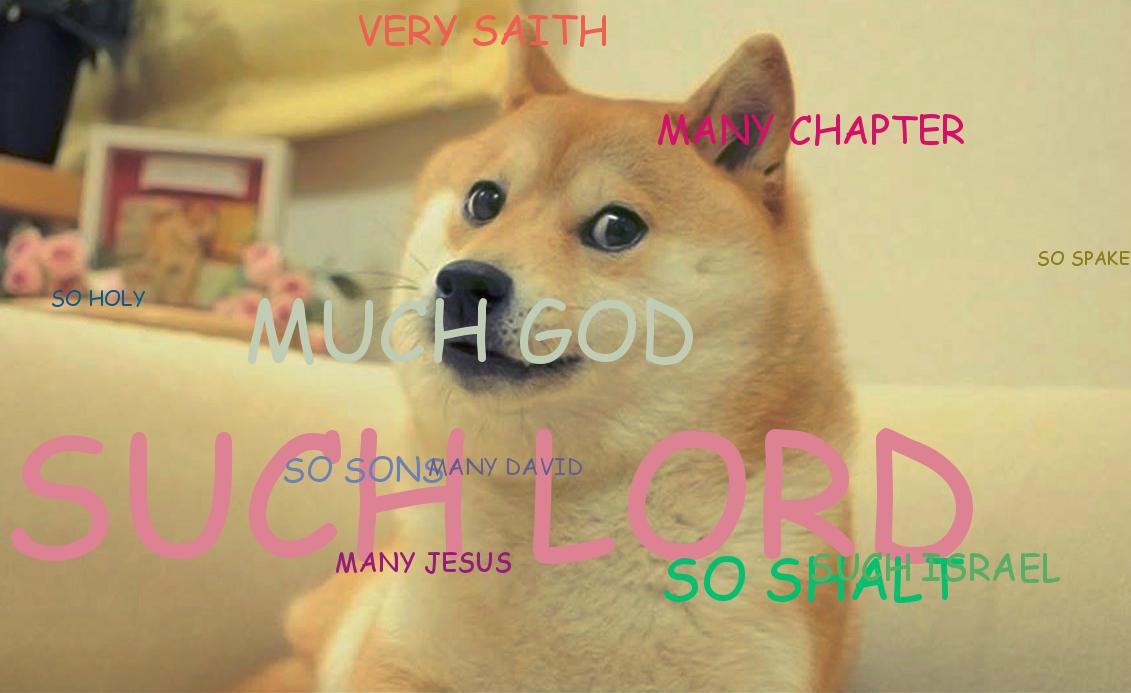 VERY SAITH
MANY CHAPTER
SO SPAKE
SO HOLY
MUCH GOD
SUCH LORD
SO SONS
MANY DAVID
MANY JESUS
SO SHALT
SUCH ISRAEL